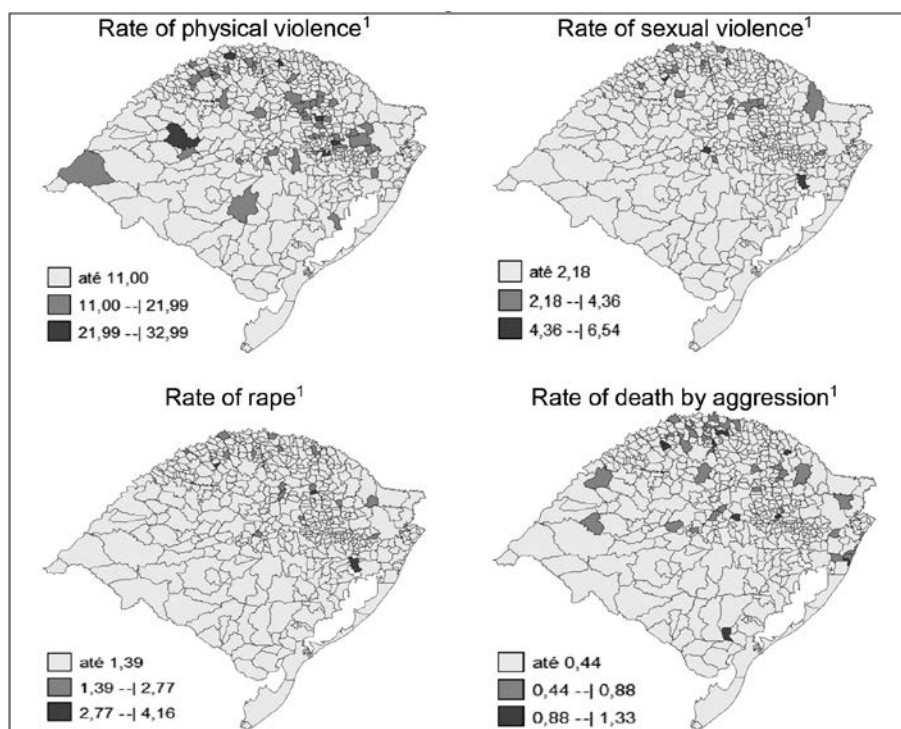 Rate of physical violence1
Rate of sexual violence1
até 11,00
11,00 --| 21,99
21,99 --| 32,99
até 2,18
2,18 --| 4,36
4,36 --| 6,54
Rate of rape1
Rate of death by aggression1
até 1,39
1,39 --| 2,77
2,77 --| 4,16
até 0,44
0,44 --| 0,88
0,88 --| 1,33